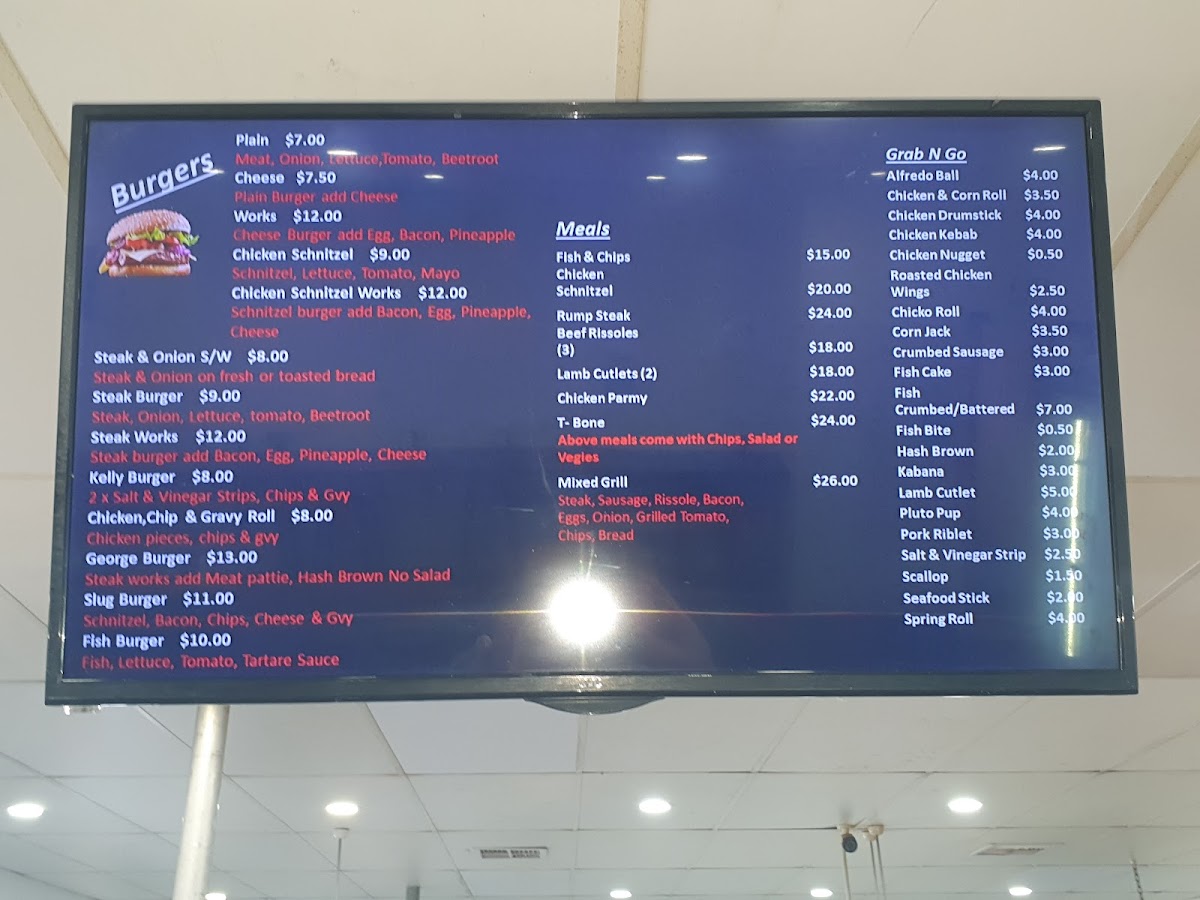 Burgers
Plain $7.00
Meat, Onion, Lettuce,Tomato, Beetroot
Cheese $7.50
Plain Burger add Cheese
Works $12.00
Cheese Burger add Egg, Bacon, Pineapple
Chicken Schnitzel $9.00
Schnitzel, Lettuce, Tomato, Mayo
Chicken Schnitzel Works $12.00
Schnitzel burger add Bacon, Egg, Pineapple,
Cheese
Steak & Onion S/W $8.00
Steak & Onion on fresh or toasted bread
Steak Burger $9.00
Steak, Onion, Lettuce, tomato, Beetroot
Steak Works $12.00
Steak burger add Bacon, Egg, Pineapple, Cheese
Kelly Burger $8.00
2 x Salt & Vinegar Strips, Chips & Gvy
Chicken,Chip & Gravy Roll $8.00
Chicken pieces, chips & gvy
George Burger $13.00
Steak works add Meat pattie, Hash Brown No Salad
Slug Burger $11.00
Schnitzel, Bacon, Chips, Cheese & Gvy
Fish Burger $10.00
Fish, Lettuce, Tomato, Tartare Sauce
Meals
Fish & Chips $15.00
Chicken
Schnitzel $20.00
Rump Steak $24.00
Beef Rissoles
(3) $18.00
Lamb Cutlets (2) $18.00
Chicken Parmy $22.00
T- Bone $24.00
Above meals come with Chips, Salad or
Vegies
Mixed Grill $26.00
Steak, Sausage, Rissole, Bacon,
Eggs, Onion, Grilled Tomato,
Chips, Bread
Grab N Go
Alfredo Ball $4.00
Chicken & Corn Roll $3.50
Chicken Drumstick $4.00
Chicken Kebab $4.00
Chicken Nugget $0.50
Roasted Chicken
Wings $2.50
Chicko Roll $4.00
Corn Jack $3.50
Crumbed Sausage $3.00
Fish Cake $3.00
Fish
Crumbed/Battered $7.00
Fish Bite $0.50
Hash Brown $2.00
Kabana $3.00
Lamb Cutlet $5.00
Pluto Pup $4.00
Pork Riblet $3.00
Salt & Vinegar Strip $2.50
Scallop $1.50
Seafood Stick $2.00
Spring Roll $4.00